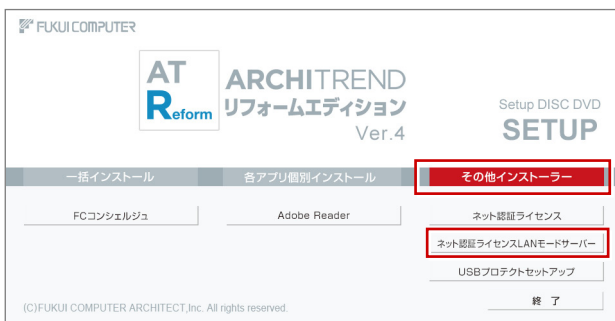 FUKUI COMPUTER
AT
Reform
ARCHITREND
リフォームエディション
Ver.4
Setup DISC DVD
SETUP
一括インストール
各アプリ個別インストール
その他インストーラー
FCコンシェルジュ
Adobe Reader
ネット認証ライセンス
ネット認証ライセンスLANモードサーバー
USBプロテクトセットアップ
終 了
(C)FUKUI COMPUTER ARCHITECT,Inc. All rights reserved.